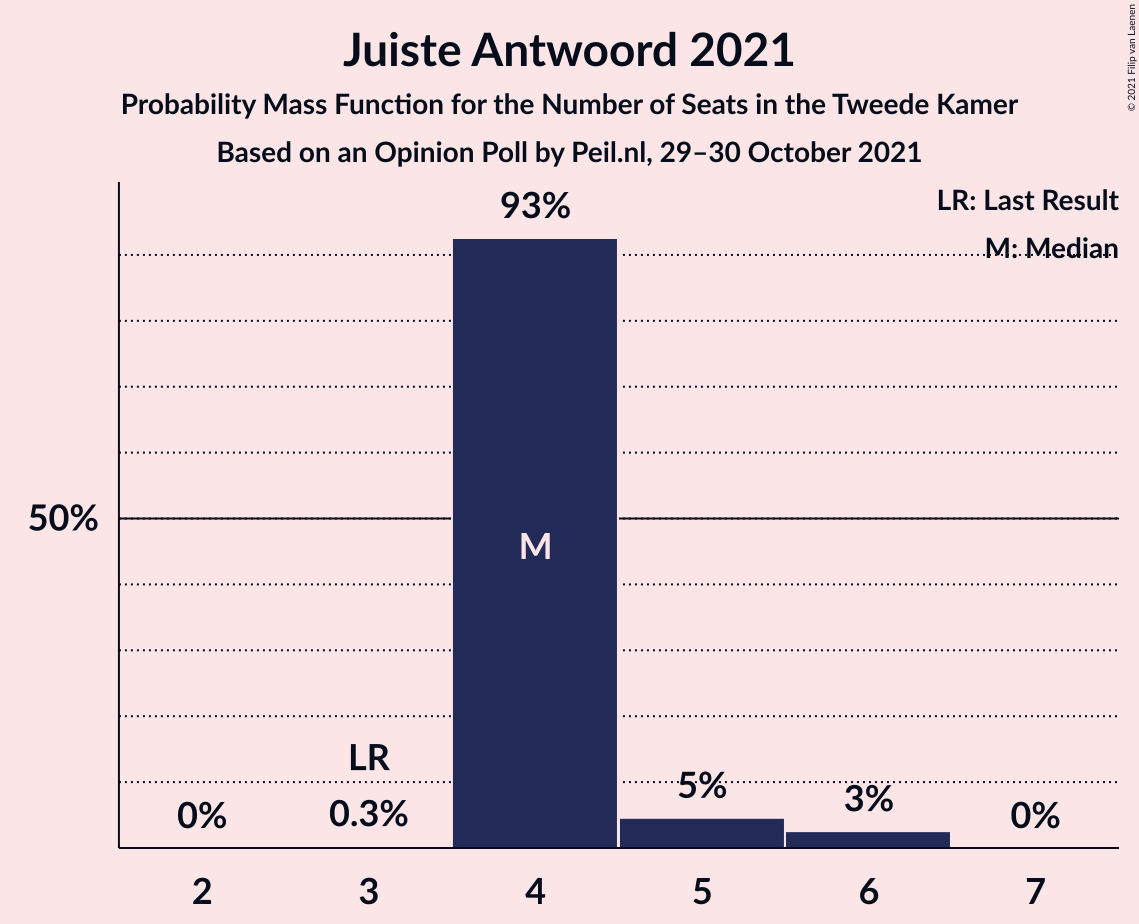 Juiste Antwoord 2021
Probability Mass Function for the Number of Seats in the Tweede Kamer
Based on an Opinion Poll by Peil.nl, 29–30 October 2021
© 2021 Filip van Laenen
LR: Last Result
M: Median
93%
50%
M
LR
0%
0.3%
5%
3%
0%
2
3
4
5
6
7